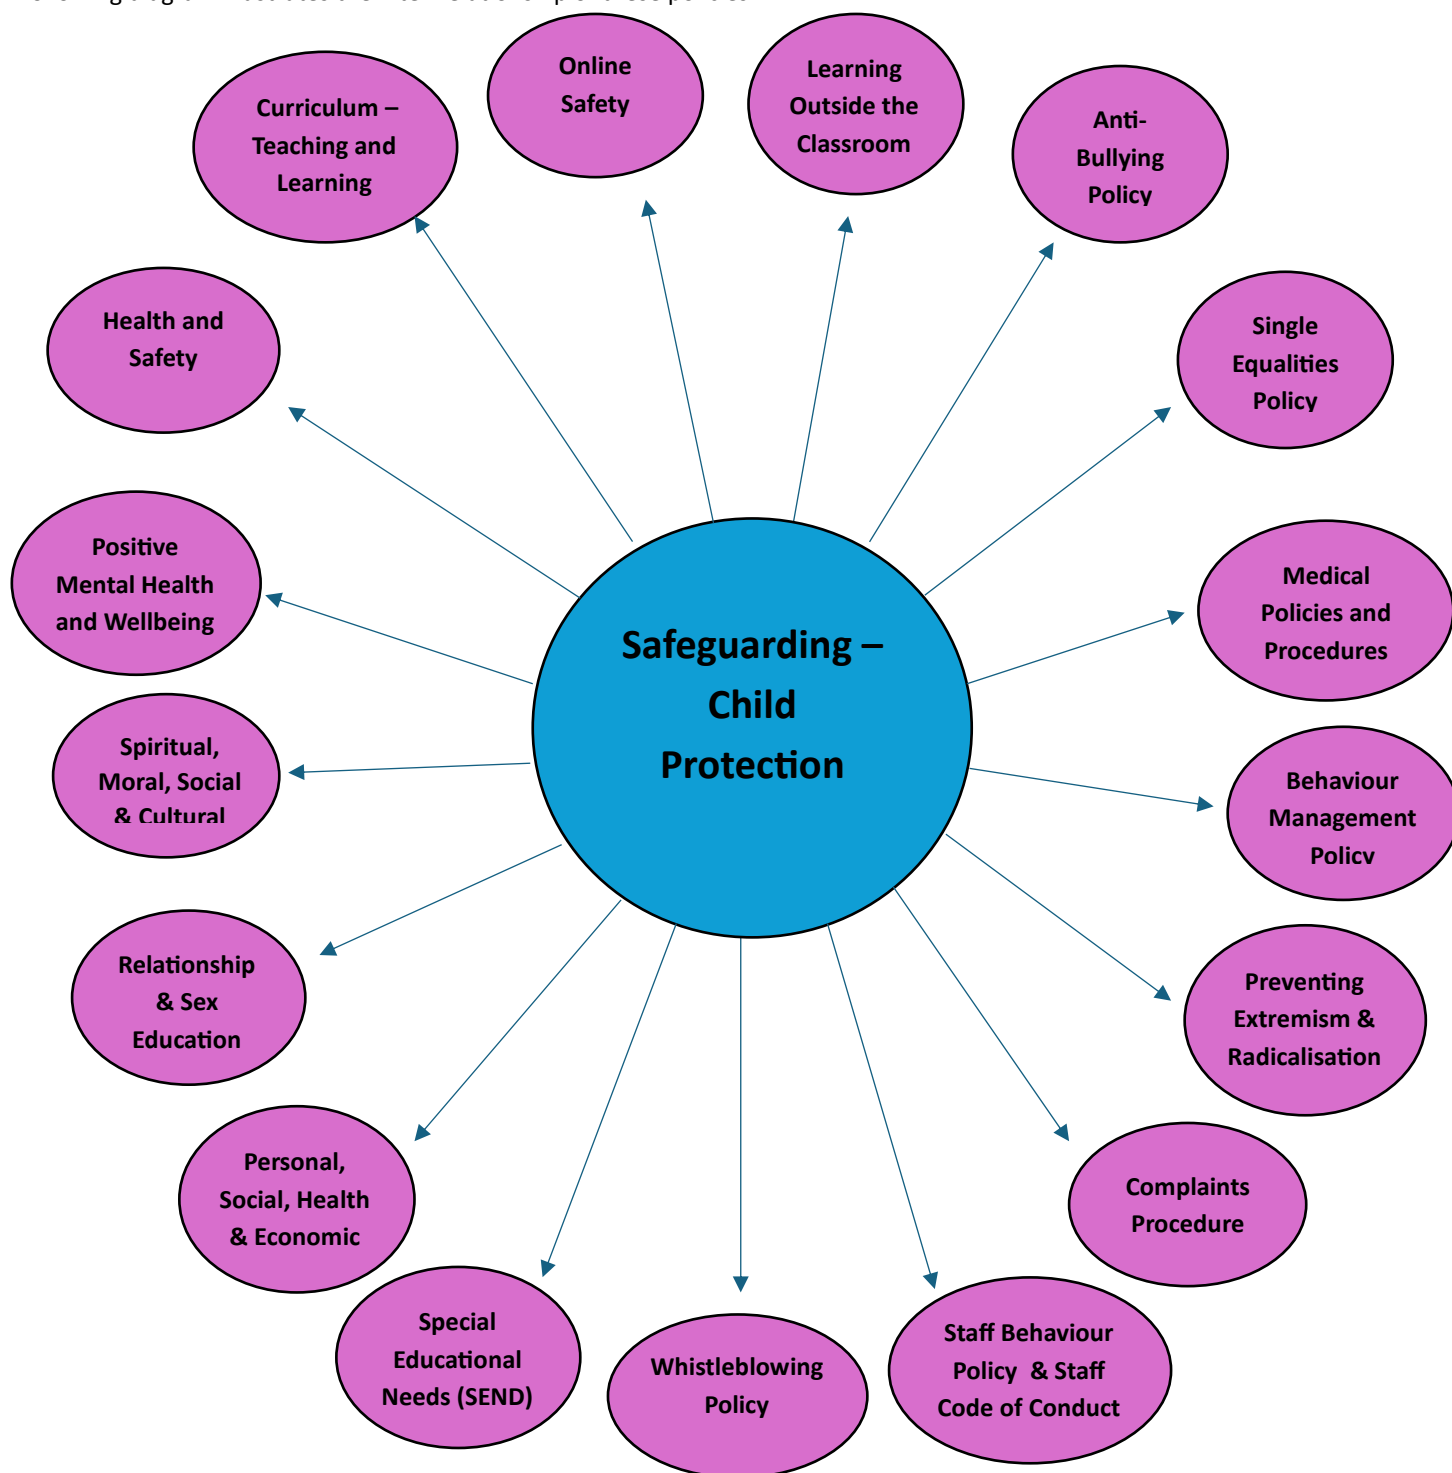 Online
Safety
Learning
Outside the
Classroom
Curriculum –
Teaching and
Learning
Anti-
Bullying
Policy
Health and
Safety
Single
Equalities
Policy
Positive
Mental Health
and Wellbeing
Medical
Policies and
Procedures
Safeguarding –
Child
Protection
Spiritual,
Moral, Social
& Cultural
Behaviour
Management
Policy
Relationship
& Sex
Education
Preventing
Extremism &
Radicalisation
Personal,
Social, Health
& Economic
Complaints
Procedure
Special
Educational
Needs (SEND)
Whistleblowing
Policy
Staff Behaviour
Policy & Staff
Code of Conduct